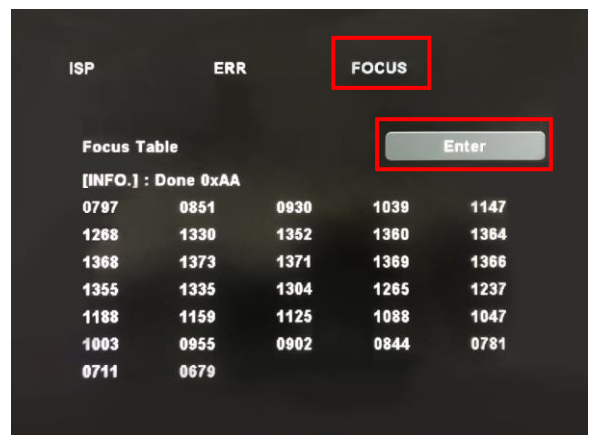 ISP ERR FOCUS
Focus Table Enter
[INFO.] : Done 0xAA
0797 0851 0930 1039 1147
1268 1330 1352 1360 1364
1368 1373 1371 1369 1366
1355 1335 1304 1265 1237
1188 1159 1125 1088 1047
1003 0955 0902 0844 0781
0711 0679